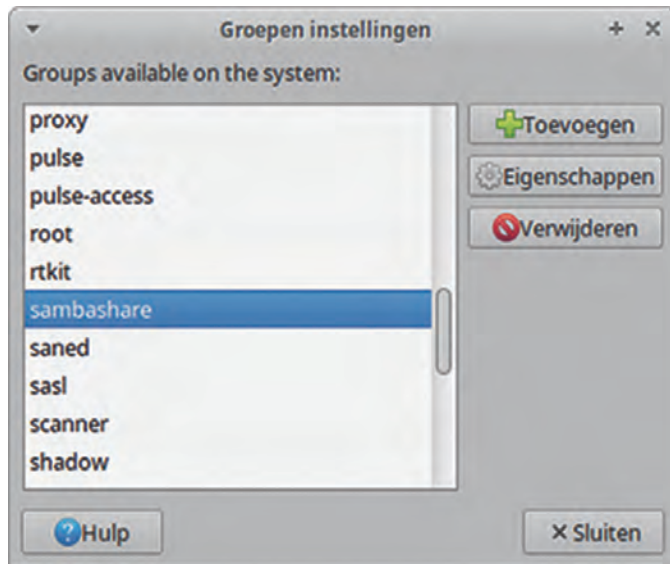 Groepen instellingen
Groups available on the system:
proxy
pulse
pulse-access
root
rtkit
sambashare
saned
sasl
scanner
shadow
Toevoegen
Eigenschappen
Verwijderen
Hulp
Sluiten